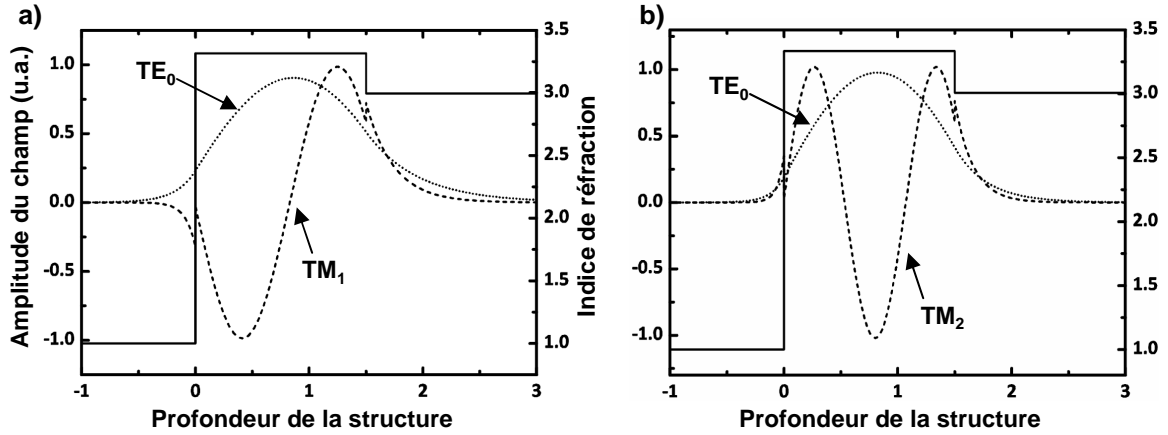 a)
Amplitude du champ (u.a.)
1.0
0.5
0.0
-0.5
-1.0
TE0
TM1
3.5
3.0
2.5
2.0
1.5
1.0
Indice de réfraction
-1 0 1 2 3
Profondeur de la structure
b)
1.0
0.5
0.0
-0.5
-1.0
TE0
TM2
3.5
3.0
2.5
2.0
1.5
1.0
-1 0 1 2 3
Profondeur de la structure